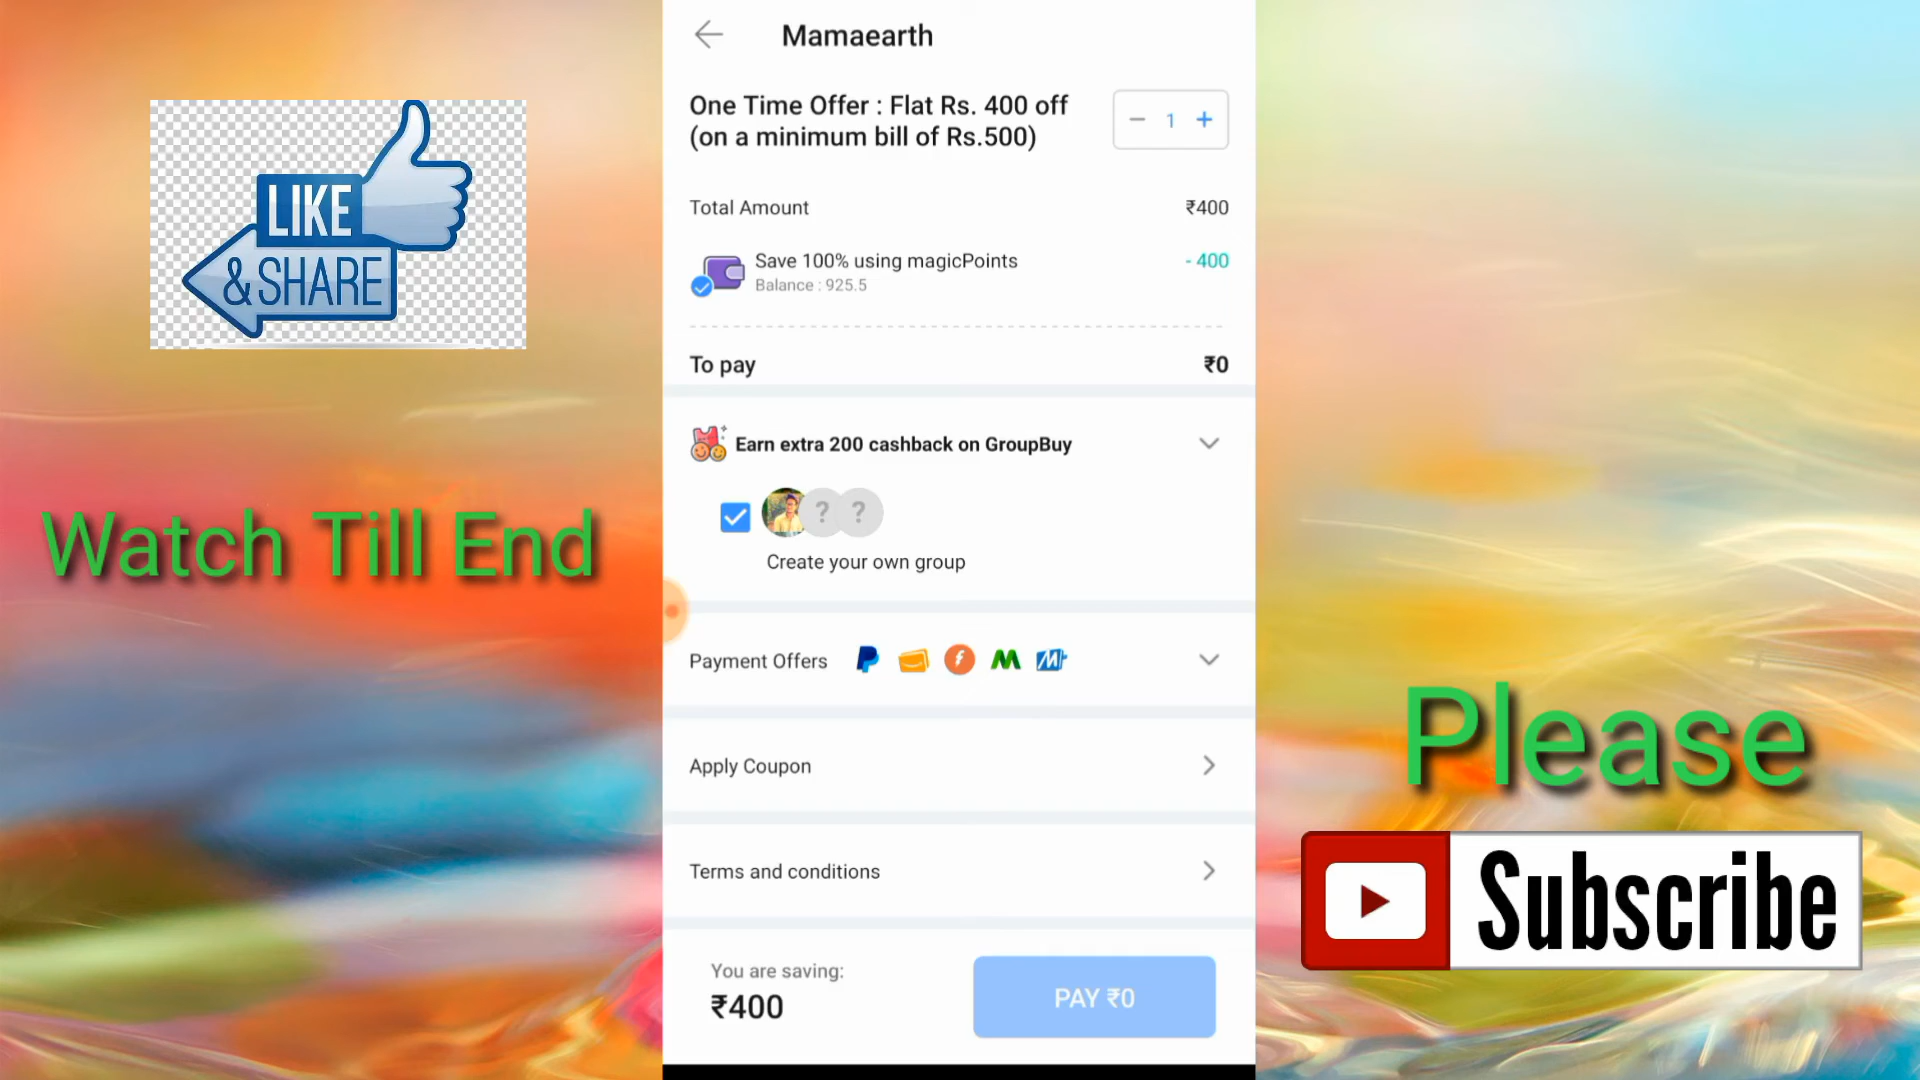 LIKE
&SHARE
Watch Till End
Mamaearth
One Time Offer : Flat Rs. 400 off
(on a minimum bill of Rs.500)
1
Total Amount
₹400
Save 100% using magicPoints
- 400
Balance : 925.5
To pay
₹0
Earn extra 200 cashback on GroupBuy
? ?
Create your own group
Payment Offers
Apply Coupon
Terms and conditions
You are saving:
₹400
PAY ₹0
Please
Subscribe